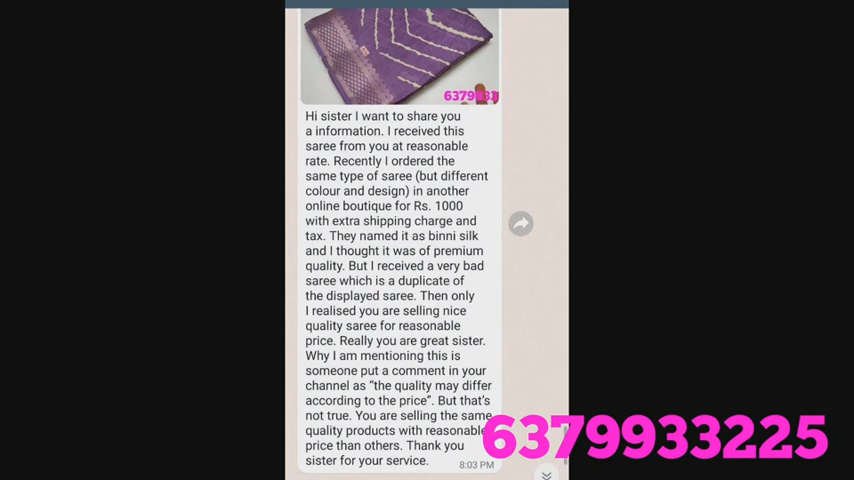 Hi sister I want to share you
a information. I received this
saree from you at reasonable
rate. Recently I ordered the
same type of saree (but different
colour and design) in another
online boutique for Rs. 1000
with extra shipping charge and
tax. They named it as binni silk
and I thought it was of premium
quality. But I received a very bad
saree which is a duplicate of
the displayed saree. Then only
I realised you are selling nice
quality saree for reasonable
price. Really you are great sister.
Why I am mentioning this is
someone put a comment in your
channel as “the quality may differ
according to the price”. But that's
not true. You are selling the same
quality products with reasonable
price than others. Thank you
sister for your service.
8:03 PM
6379933225